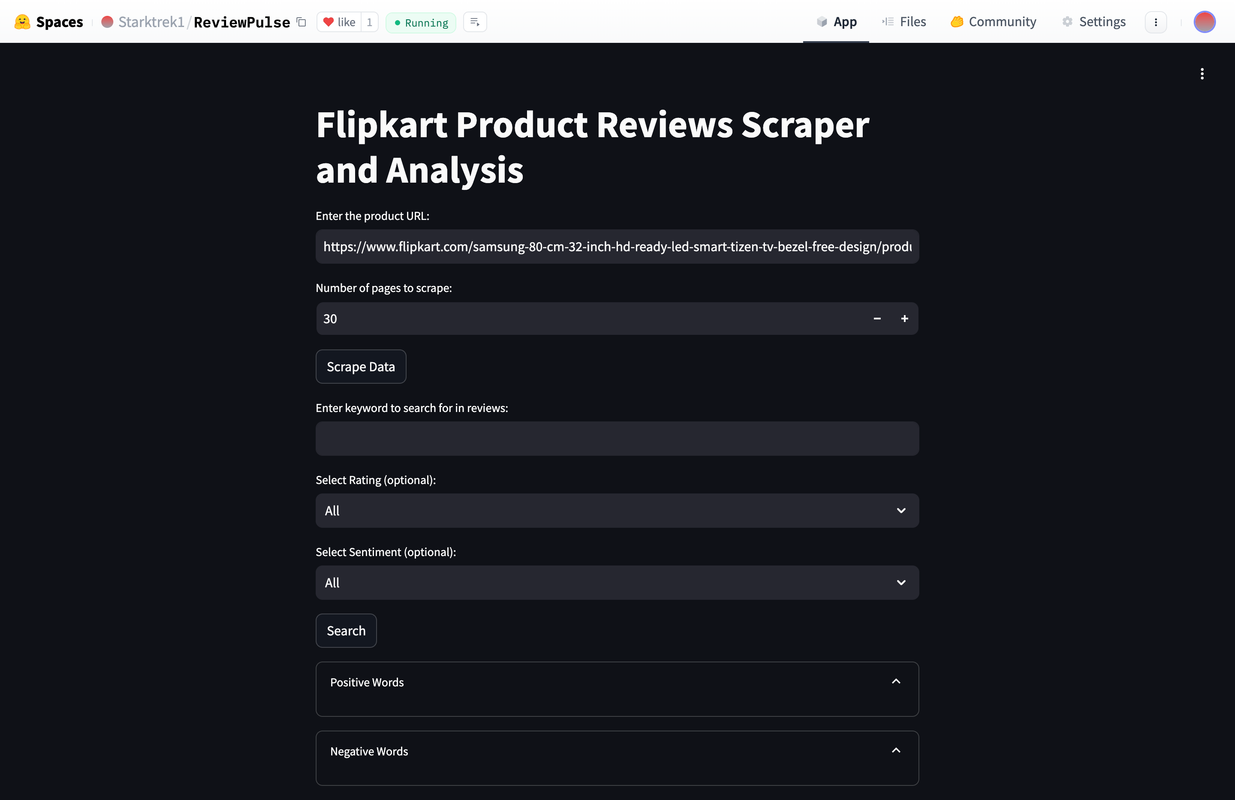 Spaces Starktrek1/ReviewPulse like 1 Running App Files Community Settings
Flipkart Product Reviews Scraper
and Analysis
Enter the product URL:
https://www.flipkart.com/samsung-80-cm-32-inch-hd-ready-led-smart-tizen-tv-bezel-free-design/produ
Number of pages to scrape:
30 − +
Scrape Data
Enter keyword to search for in reviews:
Select Rating (optional):
All
Select Sentiment (optional):
All
Search
Positive Words
Negative Words